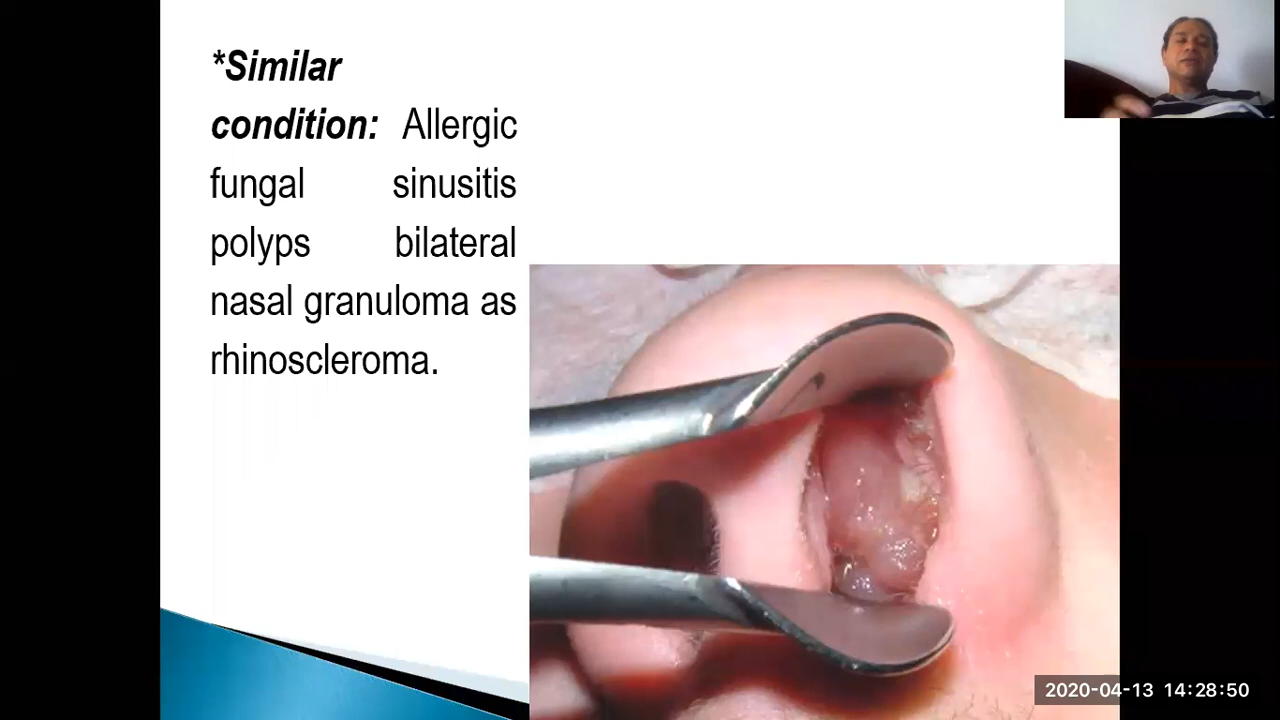 *Similar
condition: Allergic
fungal sinusitis
polyps bilateral
nasal granuloma as
rhinoscleroma.
2020-04-13 14:28:50